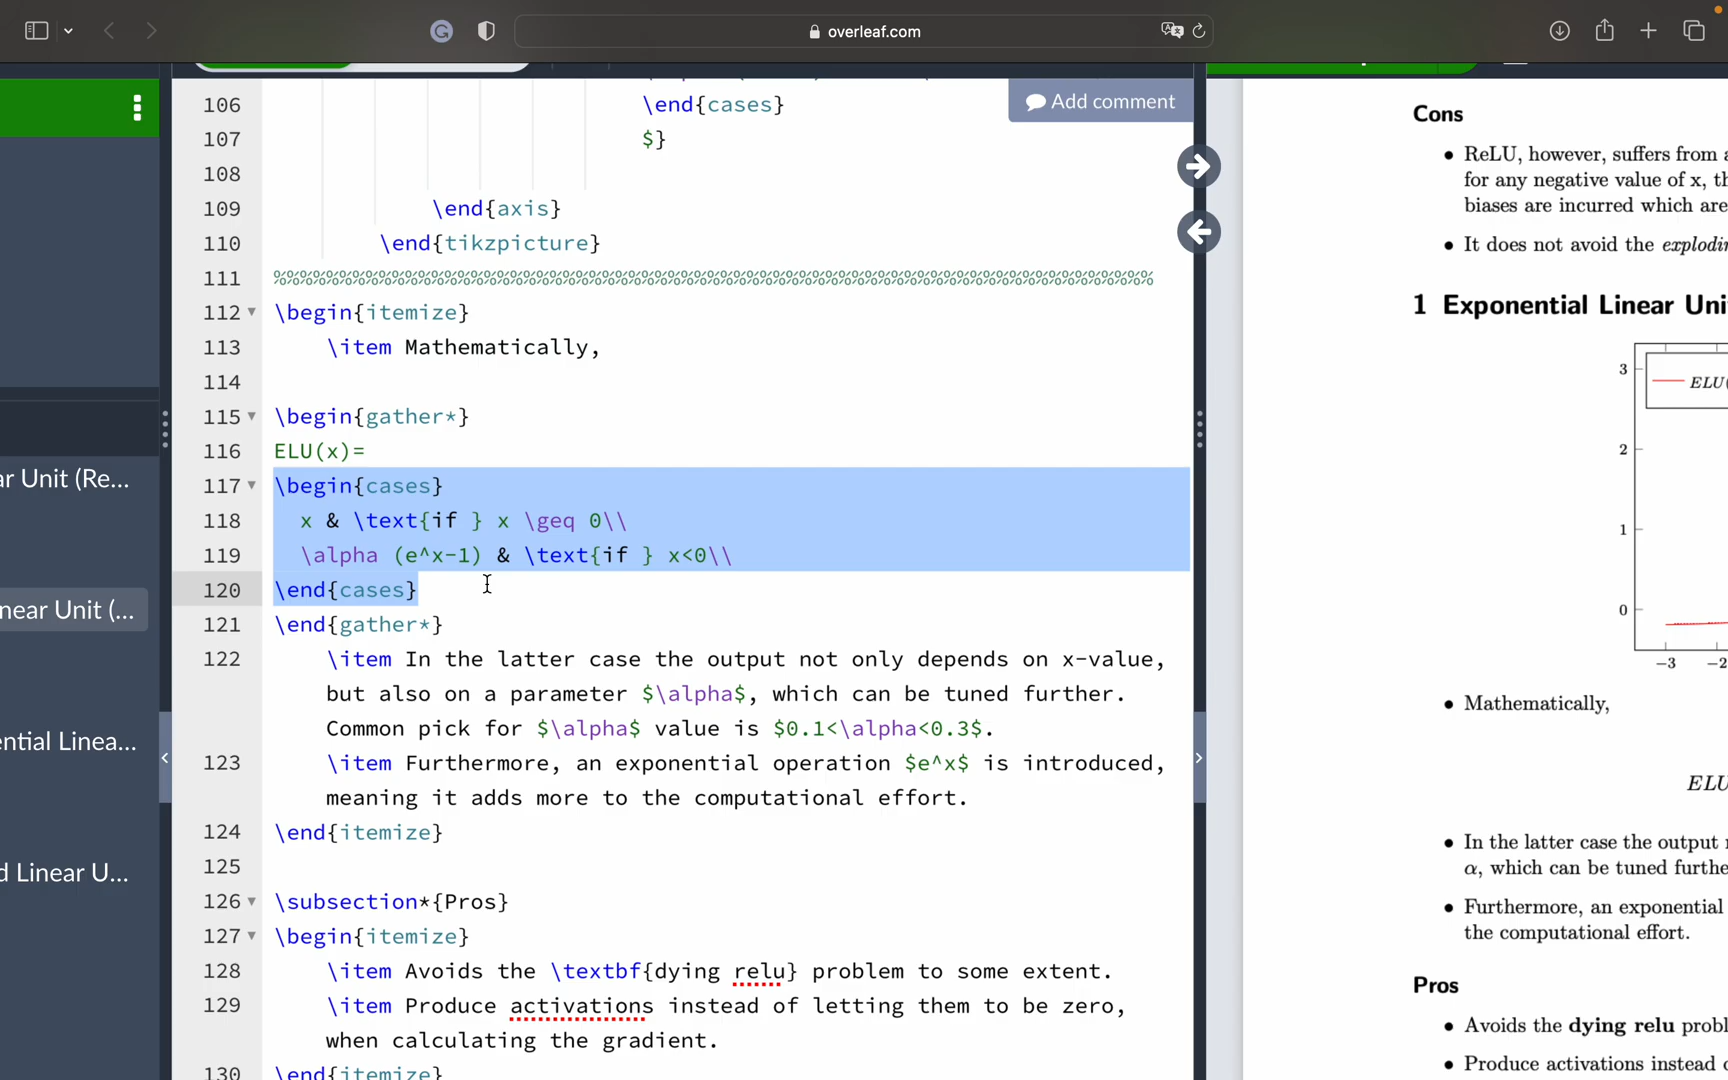 overleaf.com
Add comment
106 \end{cases}
107 $}
108
109 \end{axis}
110 \end{tikzpicture}
111 %%%%%%%%%%%%%%%%%%%%%%%%%%%%%%%%%%%%%%%%%%%%%%%%%%%%%%%%%%%%%%%%%%%
112 \begin{itemize}
113 \item Mathematically,
114
115 \begin{gather*}
116 ELU(x)=
117 \begin{cases}
118 x & \text{if } x \geq 0\\
119 \alpha (e^x-1) & \text{if } x<0\\
120 \end{cases}
121 \end{gather*}
122 \item In the latter case the output not only depends on x-value,
but also on a parameter $\alpha$, which can be tuned further.
Common pick for $\alpha$ value is $0.1<\alpha<0.3$.
123 \item Furthermore, an exponential operation $e^x$ is introduced,
meaning it adds more to the computational effort.
124 \end{itemize}
125
126 \subsection*{Pros}
127 \begin{itemize}
128 \item Avoids the \textbf{dying relu} problem to some extent.
129 \item Produce activations instead of letting them to be zero,
when calculating the gradient.
130 \end{itemize}
ar Unit (Re...
near Unit (...
ential Linea...
d Linear U...
Cons
• ReLU, however, suffers from a
for any negative value of x, th
biases are incurred which are
• It does not avoid the explodin
1 Exponential Linear Uni
3
ELU(
2
1
0
−3 −2
• Mathematically,
ELU
• In the latter case the output n
α, which can be tuned furthe
• Furthermore, an exponential
the computational effort.
Pros
• Avoids the dying relu probl
• Produce activations instead o